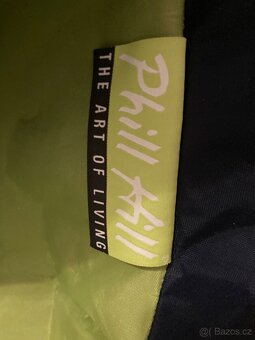 Phill Hill
THE ART OF LIVING
© Bazos.cz